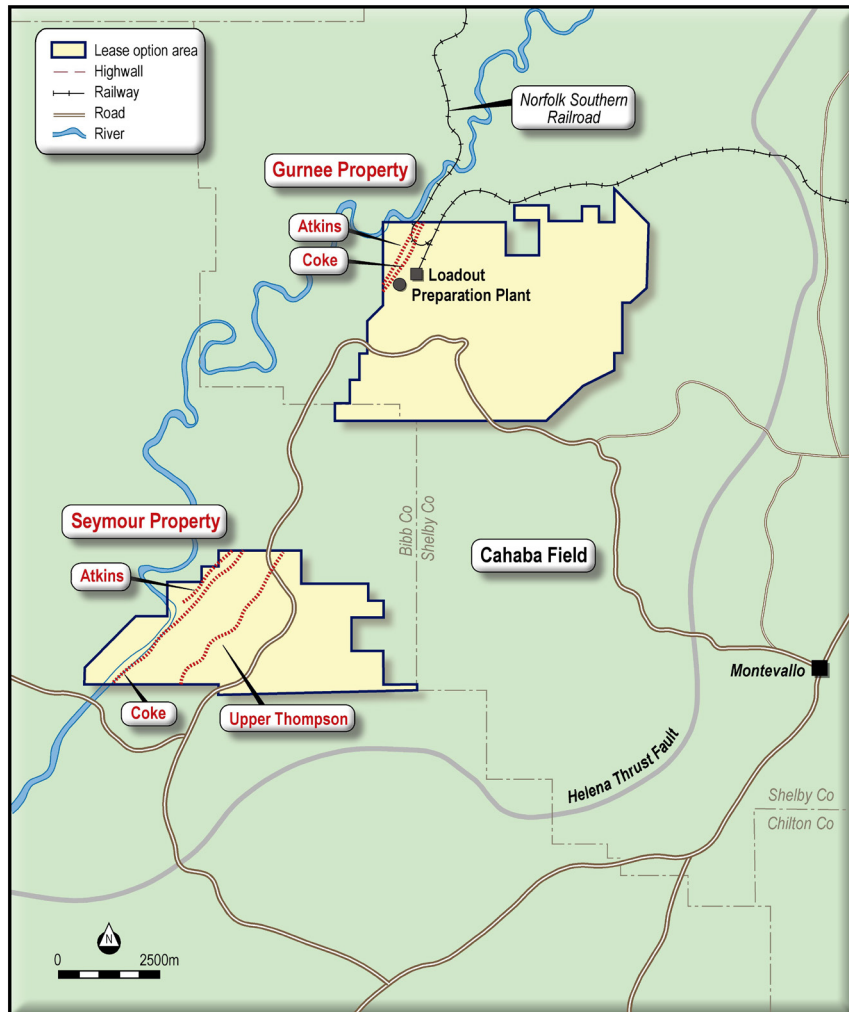 Lease option area
Highwall
Railway
Road
River
Norfolk Southern
Railroad
Gurnee Property
Atkins
Coke
Loadout
Preparation Plant
Seymour Property
Bibb Co
Shelby Co
Cahaba Field
Atkins
Coke
Upper Thompson
Montevallo
Helena Thrust Fault
Shelby Co
Chilton Co
N
0 2500m